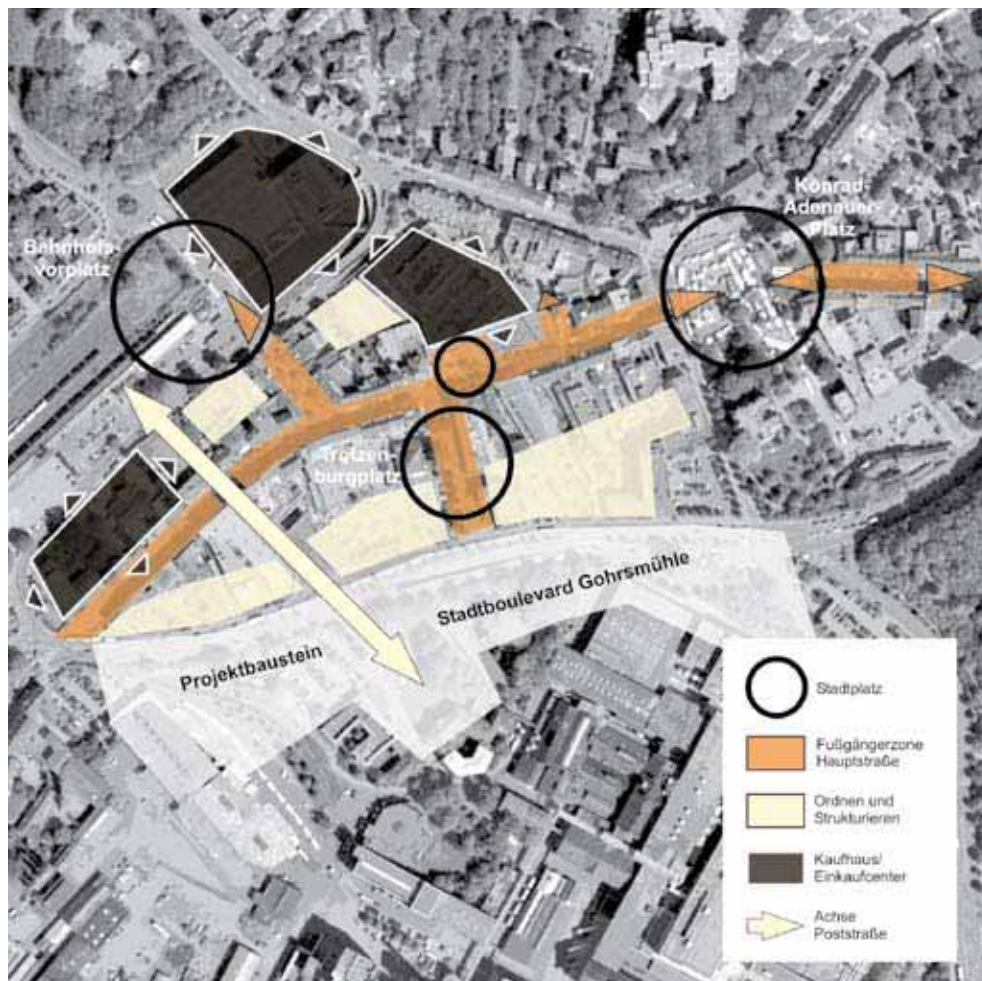 Konrad-
Adenauer-
Platz
Bahnhofs-
vorplatz
Trotzen-
burgplatz
Stadtboulevard Gohrsmühle
Projektbaustein
Stadtplatz
Fußgängerzone
Hauptstraße
Ordnen und
Strukturieren
Kaufhaus/
Einkaufcenter
Achse
Poststraße